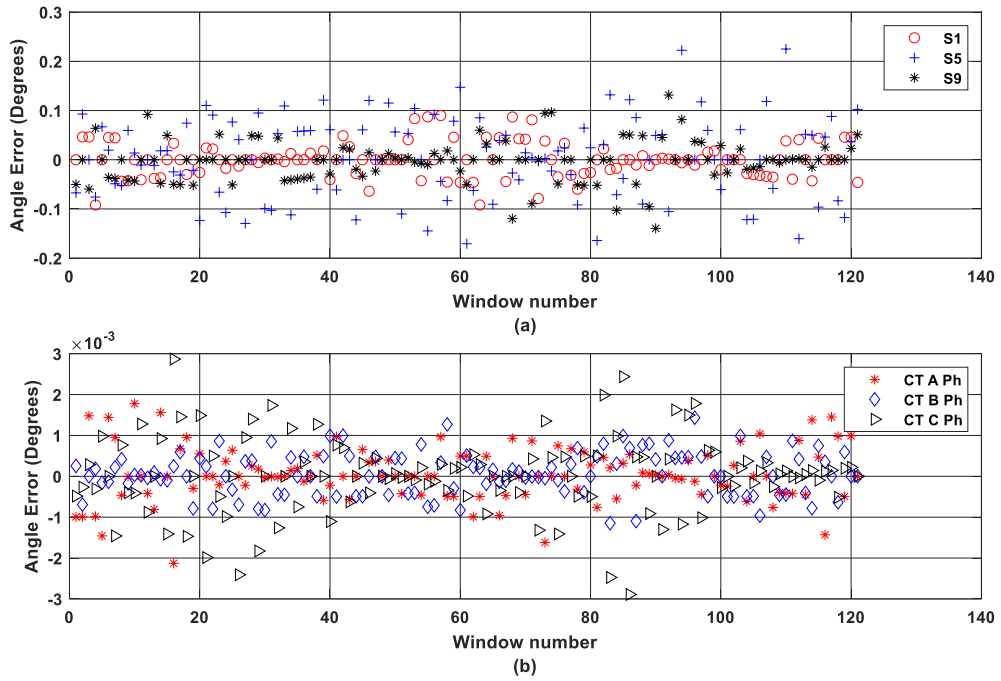 0.3
0.2
0.1
0
-0.1
-0.2
Angle Error (Degrees)
S1
S5
S9
0 20 40 60 80 100 120 140
Window number
(a)
×10⁻³
3
2
1
0
-1
-2
-3
Angle Error (Degrees)
CT A Ph
CT B Ph
CT C Ph
0 20 40 60 80 100 120 140
Window number
(b)